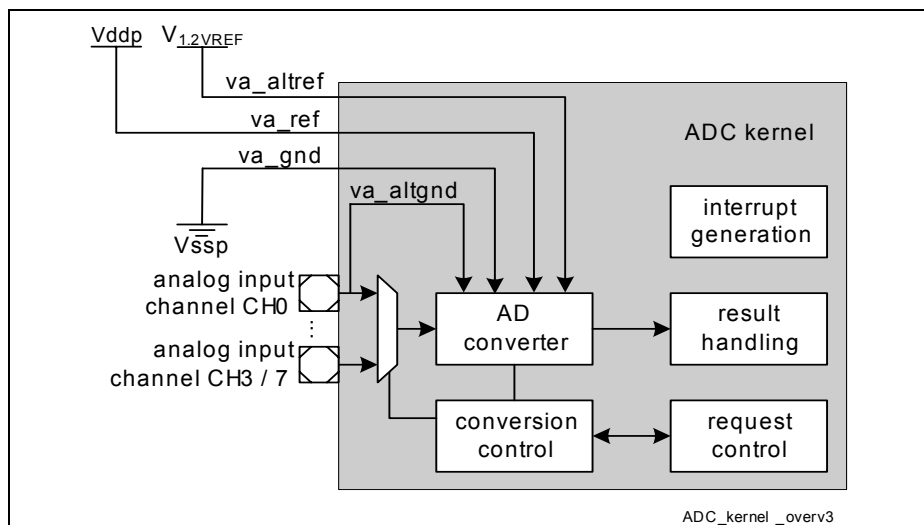 Vddp V1.2VREF
va_altref
va_ref
va_gnd
va_altgnd
Vssp
ADC kernel
interrupt
generation
analog input
channel CH0
...
analog input
channel CH3 / 7
AD
converter
result
handling
conversion
control
request
control
ADC_kernel _overv3